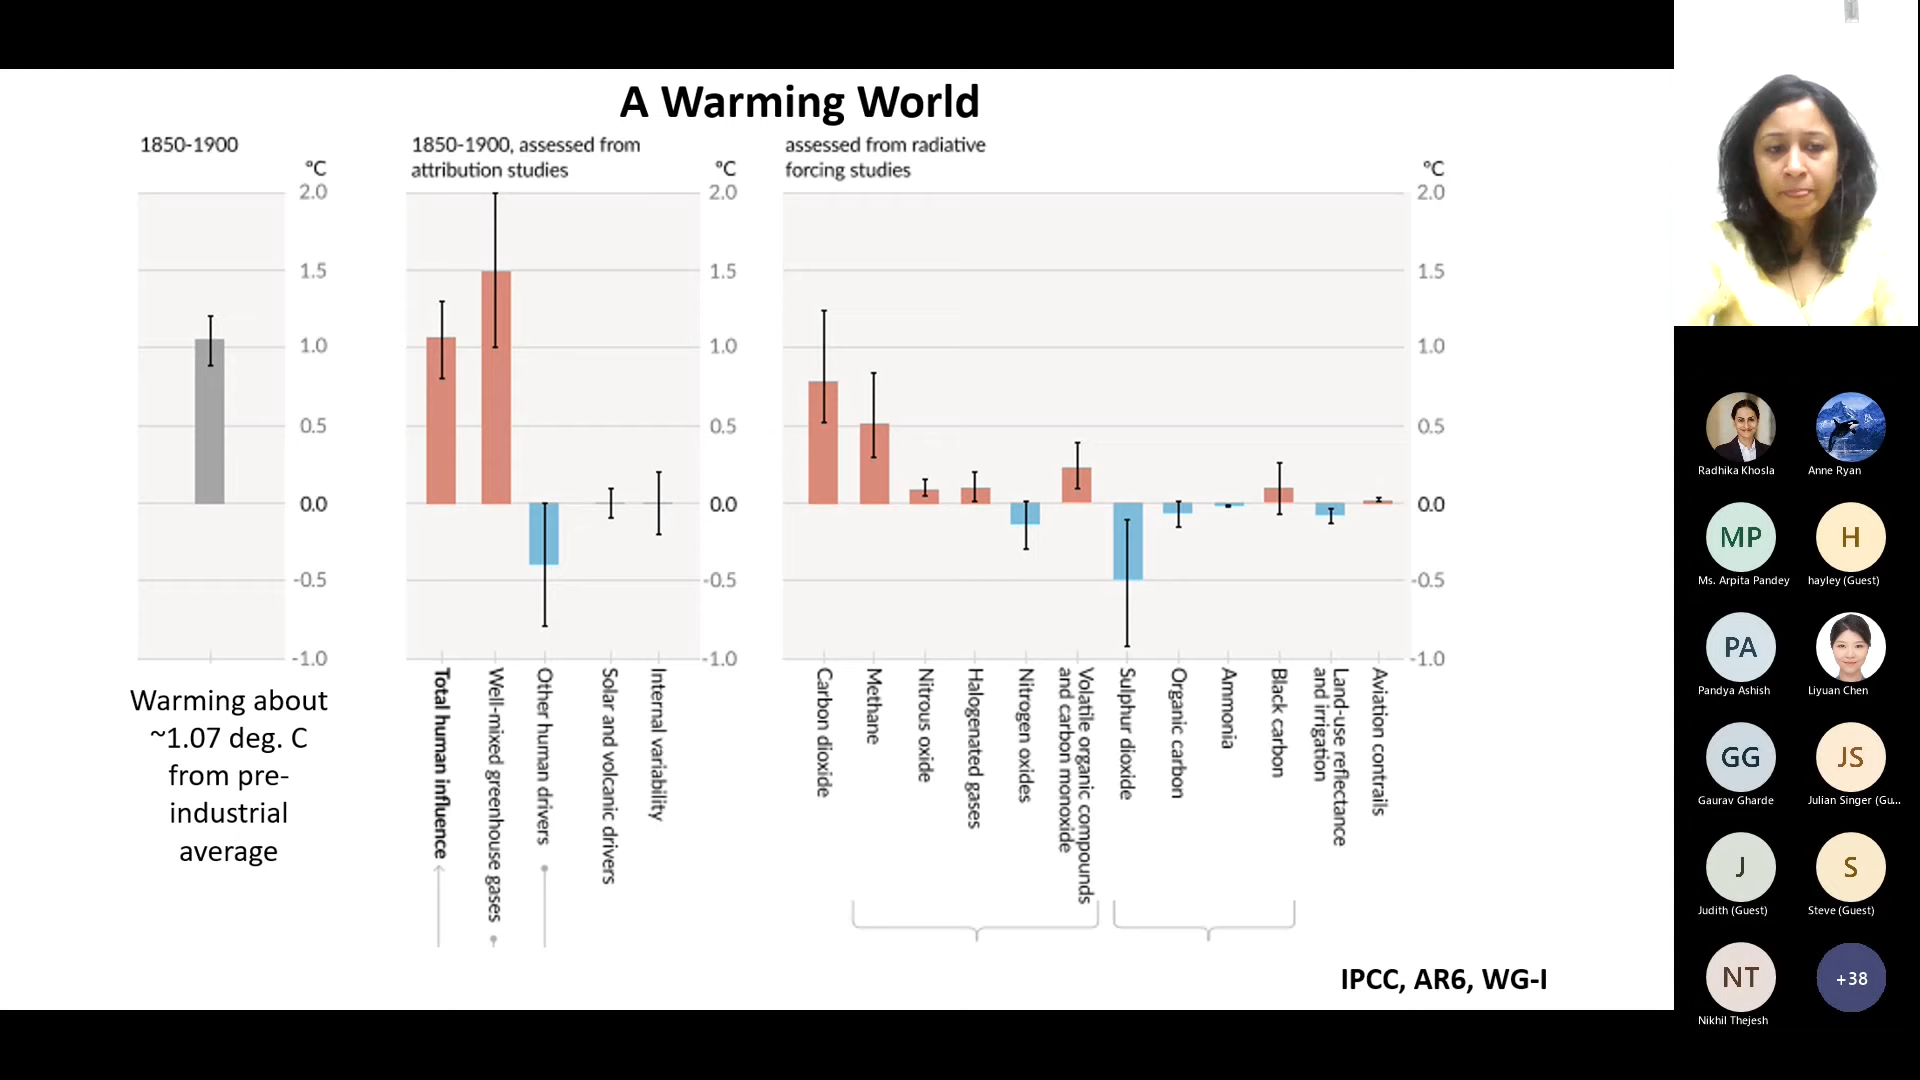 A Warming World
1850-1900
°C
2.0
1.5
1.0
0.5
0.0
-0.5
-1.0
Warming about
~1.07 deg. C
from pre-
industrial
average
1850-1900, assessed from
attribution studies
°C
2.0
1.5
1.0
0.5
0.0
-0.5
-1.0
Total human influence
Well-mixed greenhouse gases
Other human drivers
Solar and volcanic drivers
Internal variability
assessed from radiative
forcing studies
°C
2.0
1.5
1.0
0.5
0.0
-0.5
-1.0
Carbon dioxide
Methane
Nitrous oxide
Halogenated gases
Nitrogen oxides
Volatile organic compounds
and carbon monoxide
Sulphur dioxide
Organic carbon
Ammonia
Black carbon
Land-use reflectance
and irrigation
Aviation contrails
IPCC, AR6, WG-I
Radhika Khosla
Anne Ryan
MP
Ms. Arpita Pandey
H
hayley (Guest)
PA
Pandya Ashish
Liyuan Chen
GG
Gaurav Gharde
JS
Julian Singer (Gu...
J
Judith (Guest)
S
Steve (Guest)
NT
Nikhil Thejesh
+38